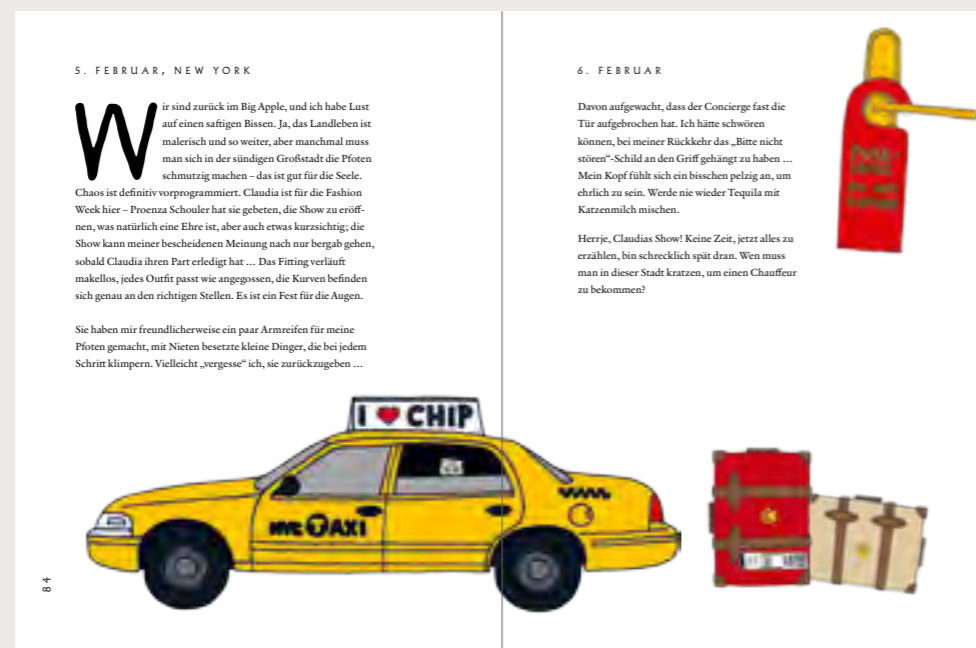 5. FEBRUAR, NEW YORK
Wir sind zurück im Big Apple, und ich habe Lust
auf einen saftigen Bissen. Ja, das Landleben ist
malerisch und so weiter, aber manchmal muss
man sich in der sündigen Großstadt die Pfoten
schmutzig machen – das ist gut für die Seele.
Chaos ist definitiv vorprogrammiert. Claudia ist für die Fashion
Week hier – Proenza Schouler hat sie gebeten, die Show zu eröff-
nen, was natürlich eine Ehre ist, aber auch etwas kurzsichtig; die
Show kann meiner bescheidenen Meinung nach nur bergab gehen,
sobald Claudia ihren Part erledigt hat … Das Fitting verläuft
makellos, jedes Outfit passt wie angegossen, die Kurven befinden
sich genau an den richtigen Stellen. Es ist ein Fest für die Augen.
Sie haben mir freundlicherweise ein paar Armreifen für meine
Pfoten gemacht, mit Nieten besetzte kleine Dinger, die bei jedem
Schritt klimpern. Vielleicht „vergesse“ ich, sie zurückzugeben …
6. FEBRUAR
Davon aufgewacht, dass der Concierge fast die
Tür aufgebrochen hat. Ich hätte schwören
können, bei meiner Rückkehr das „Bitte nicht
stören“-Schild an den Griff gehängt zu haben …
Mein Kopf fühlt sich ein bisschen pelzig an, um
ehrlich zu sein. Werde nie wieder Tequila mit
Katzenmilch mischen.
Herrje, Claudias Show! Keine Zeit, jetzt alles zu
erzählen, bin schrecklich spät dran. Wen muss
man in dieser Stadt kratzen, um einen Chauffeur
zu bekommen?
I ♥ CHIP
NYC TAXI
84